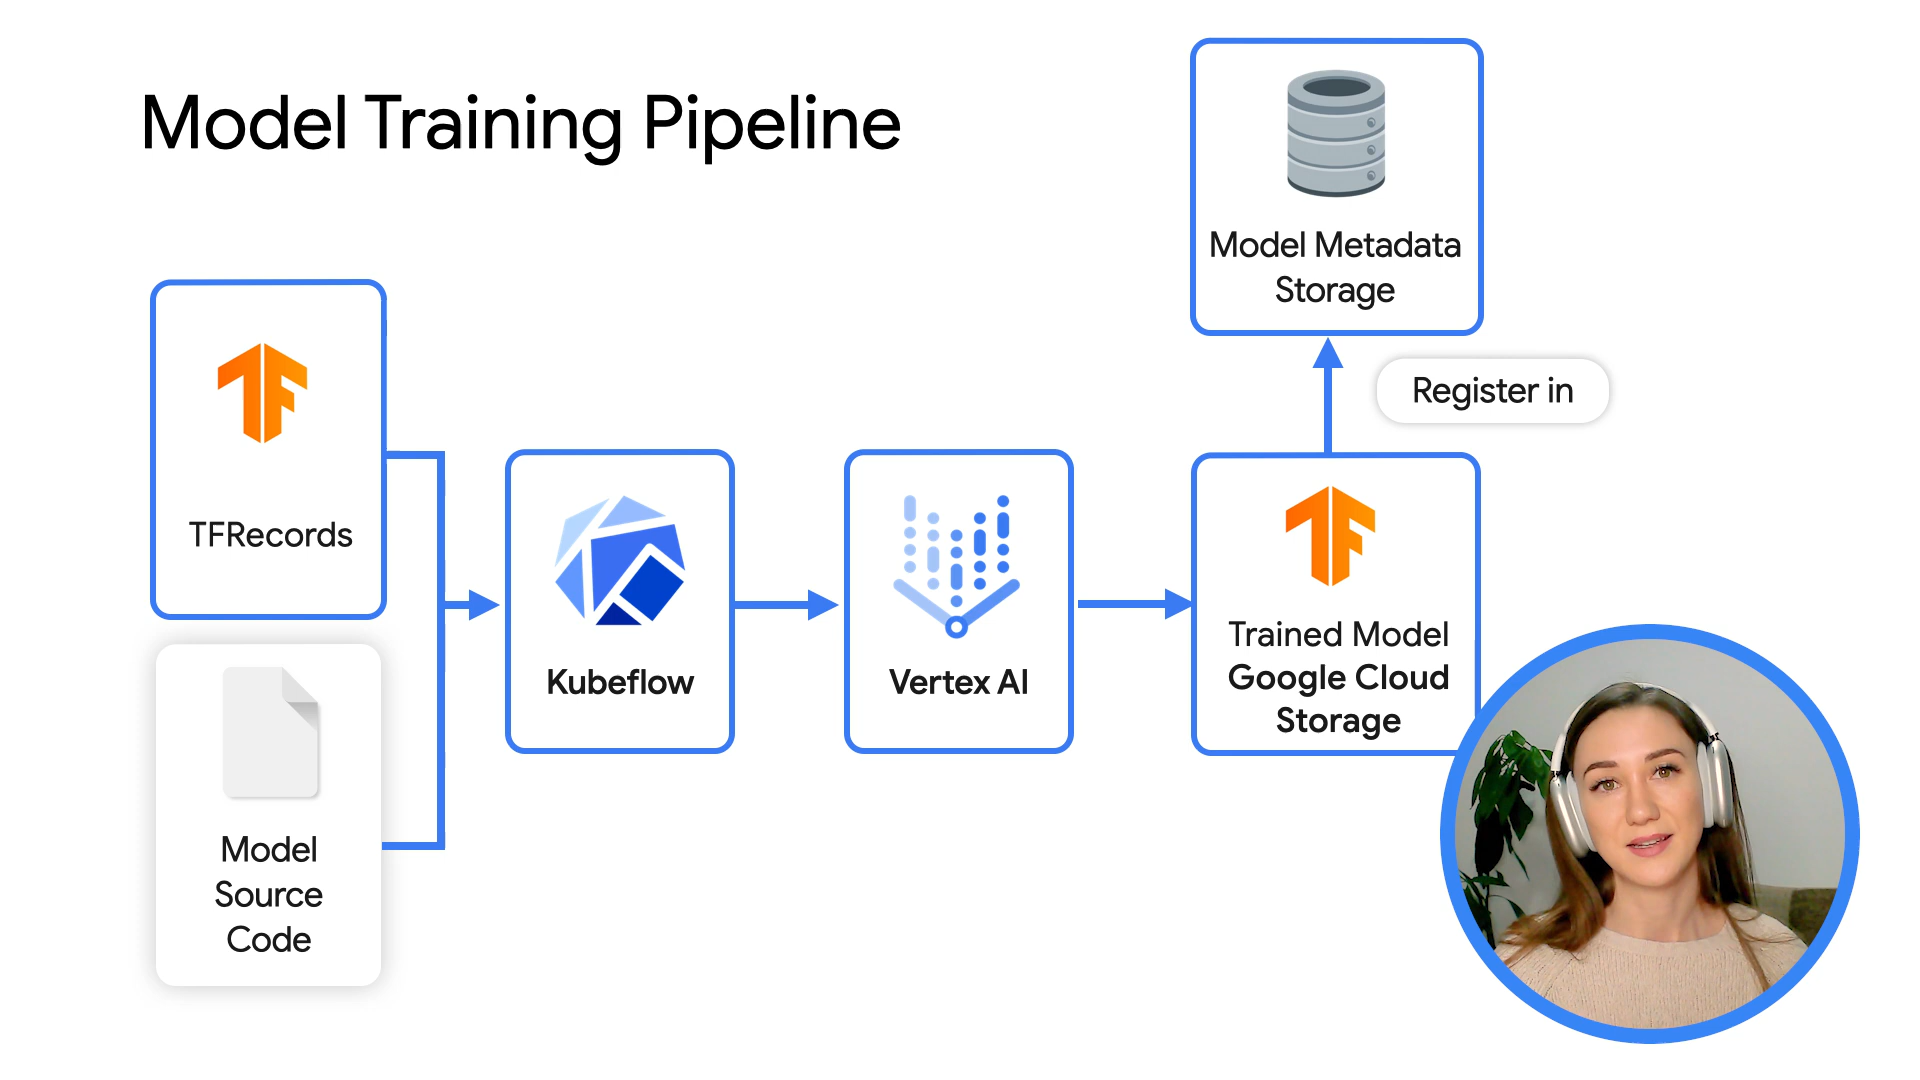 Model Training Pipeline
Model Metadata
Storage
Register in
TFRecords
Model
Source
Code
Kubeflow
Vertex AI
Trained Model
Google Cloud
Storage